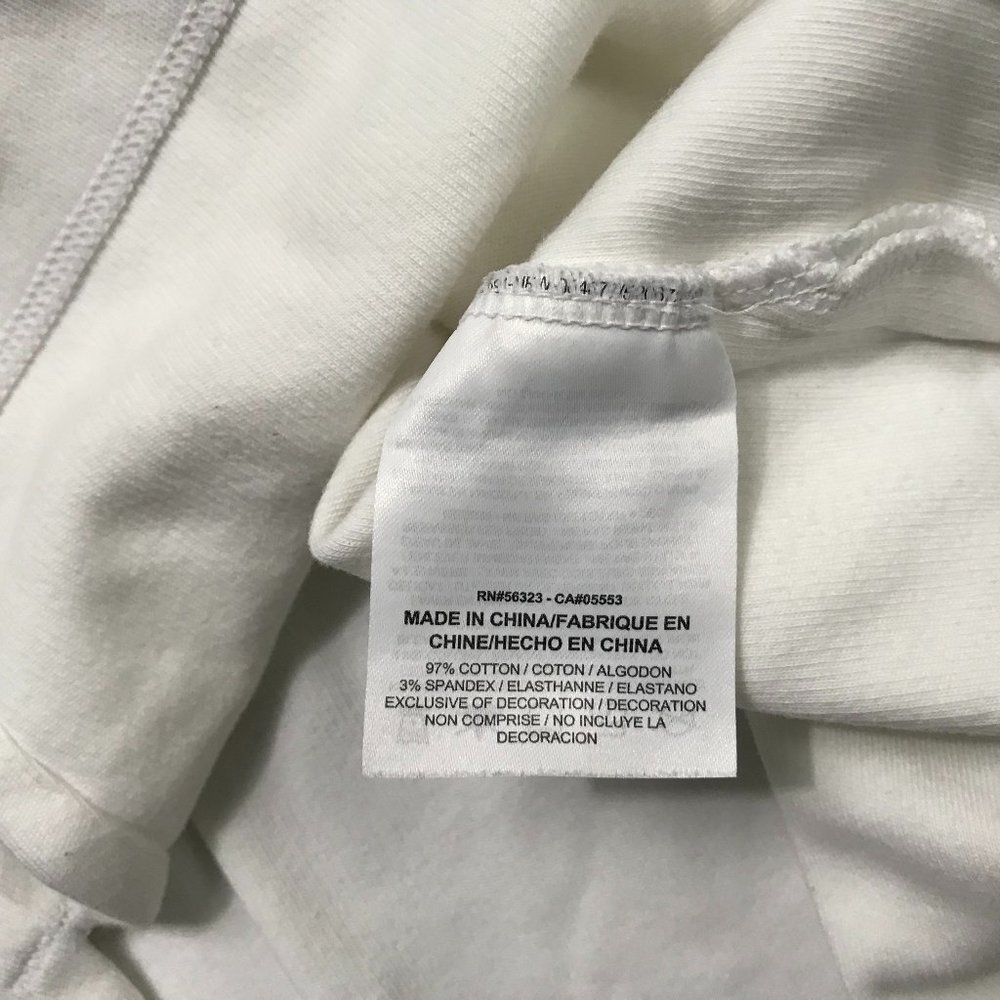 RN#56323 - CA#05553
MADE IN CHINA/FABRIQUE EN
CHINE/HECHO EN CHINA
97% COTTON / COTON / ALGODON
3% SPANDEX / ELASTHANNE / ELASTANO
EXCLUSIVE OF DECORATION / DECORATION
NON COMPRISE / NO INCLUYE LA
DECORACION